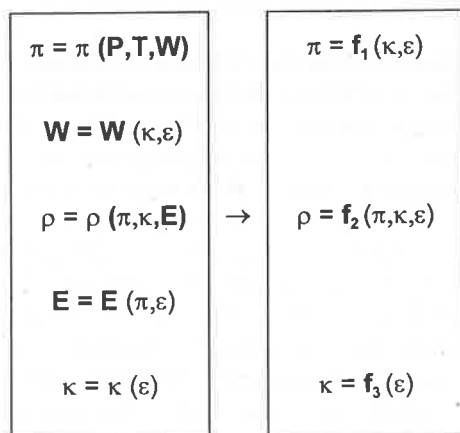 π = π (P,T,W)
W = W (κ,ε)
ρ = ρ (π,κ,E)
E = E (π,ε)
κ = κ (ε)
→
π = f₁ (κ,ε)
ρ = f₂ (π,κ,ε)
κ = f₃ (ε)